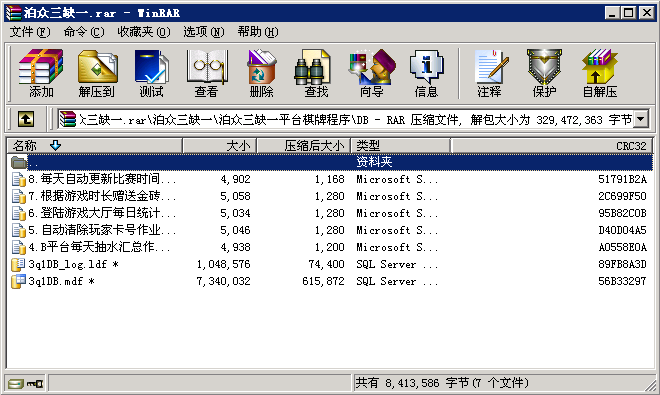 泊众三缺一.rar - WinRAR
文件(F) 命令(C) 收藏夹(O) 选项(N) 帮助(H)
添加 解压到 测试 查看 删除 查找 向导 信息 注释 保护 自解压
三缺一.rar\泊众三缺一\泊众三缺一平台棋牌程序\DB - RAR 压缩文件, 解包大小为 329,472,363 字节
名称 大小 压缩后大小 类型 CRC32
.. 资料夹
8.每天自动更新比赛时间... 4,902 1,168 Microsoft S... 51791B2A
7.根据游戏时长赠送金砖... 5,058 1,280 Microsoft S... 2C699F50
6.登陆游戏大厅每日统计... 5,034 1,280 Microsoft S... 95B82C0B
5.自动清除玩家卡号作业... 5,046 1,280 Microsoft S... D40D04A5
4.B平台每天抽水汇总作... 4,938 1,200 Microsoft S... A0558E0A
3q1DB_log.ldf * 1,048,576 74,400 SQL Server ... 89FB8A3D
3q1DB.mdf * 7,340,032 615,872 SQL Server ... 56B33297
共有 8,413,586 字节(7 个文件)